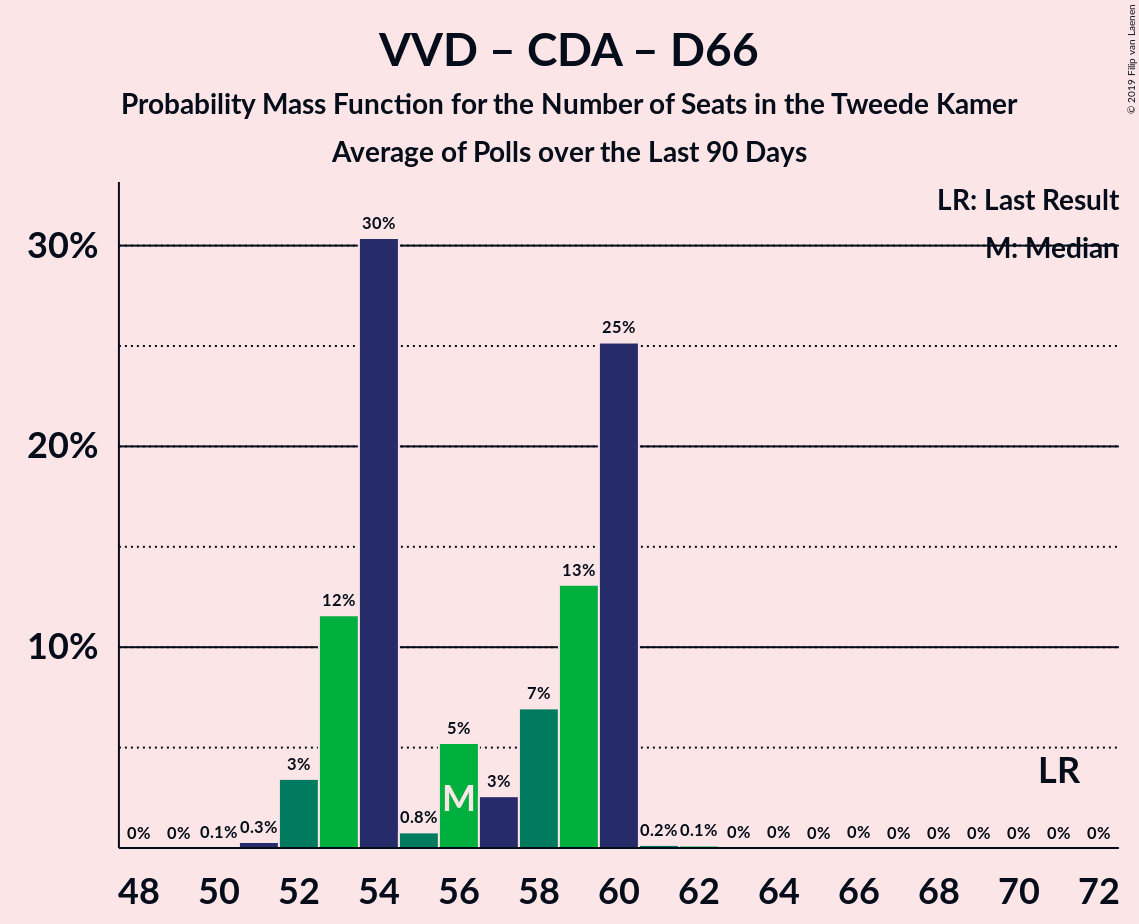 VVD – CDA – D66
Probability Mass Function for the Number of Seats in the Tweede Kamer
Average of Polls over the Last 90 Days
© 2019 Filip van Laenen
LR: Last Result
M: Median
30%
20%
10%
0% 0% 0.1% 0.3% 3% 12% 30% 0.8% 5% 3% 7% 13% 25% 0.2% 0.1% 0% 0% 0% 0% 0% 0% 0% 0% 0% 0%
M
LR
48 50 52 54 56 58 60 62 64 66 68 70 72